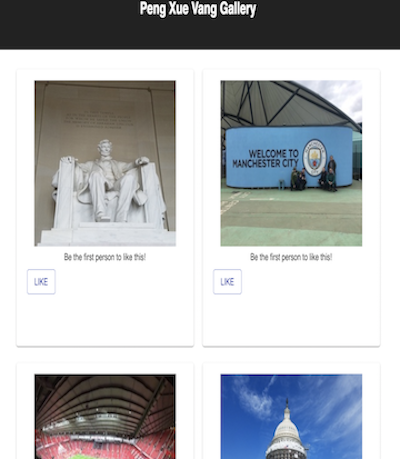 Peng Xue Vang Gallery
WELCOME TO
MANCHESTER CITY
Be the first person to like this!
Be the first person to like this!
LIKE
LIKE